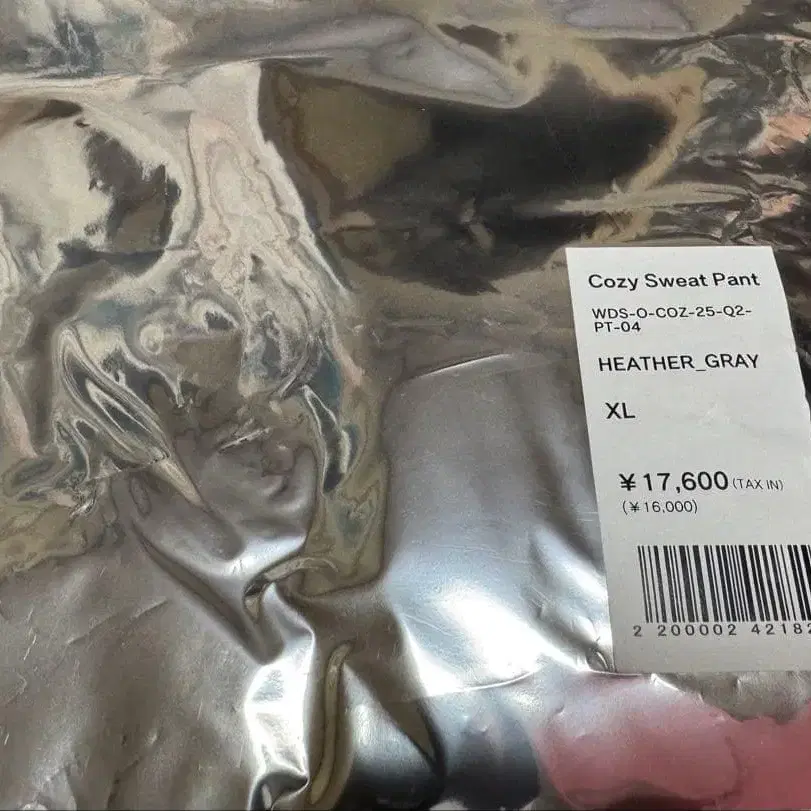 Cozy Sweat Pant
WDS-O-COZ-25-Q2-
PT-04
HEATHER_GRAY
XL
¥17,600 (TAX IN)
(¥16,000)
2 200002 42182